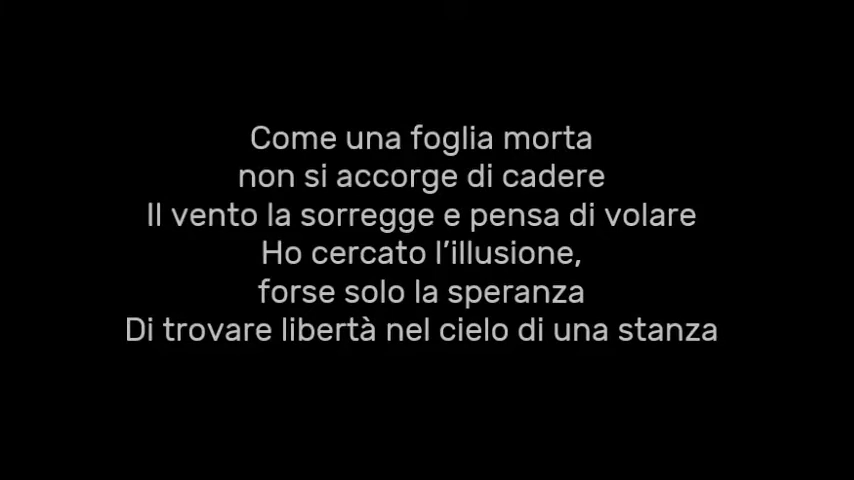 Come una foglia morta
non si accorge di cadere
Il vento la sorregge e pensa di volare
Ho cercato l’illusione,
forse solo la speranza
Di trovare libertà nel cielo di una stanza